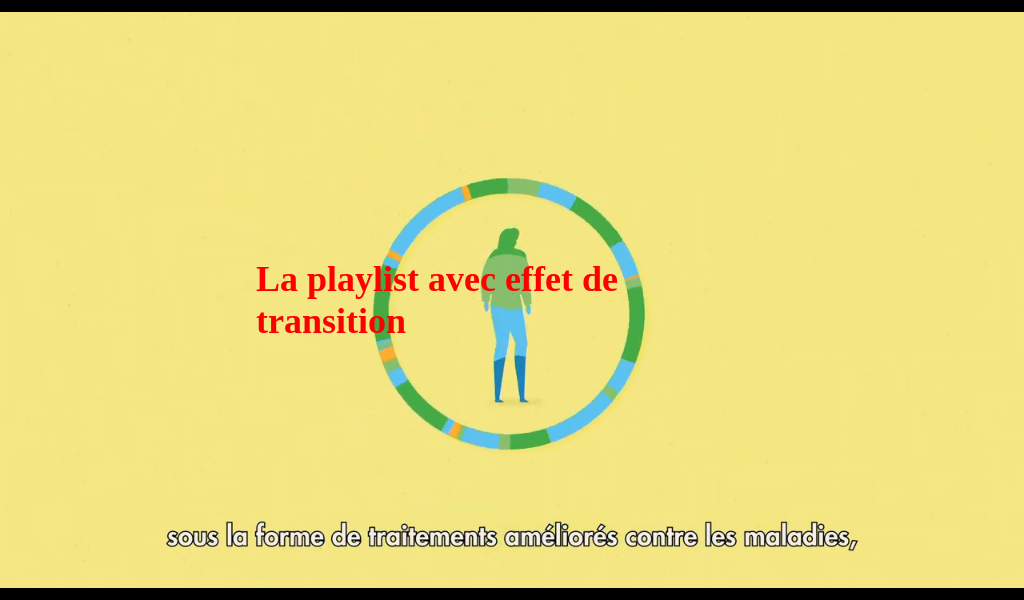 La playlist avec effet de
transition
sous la forme de traitements améliorés contre les maladies,